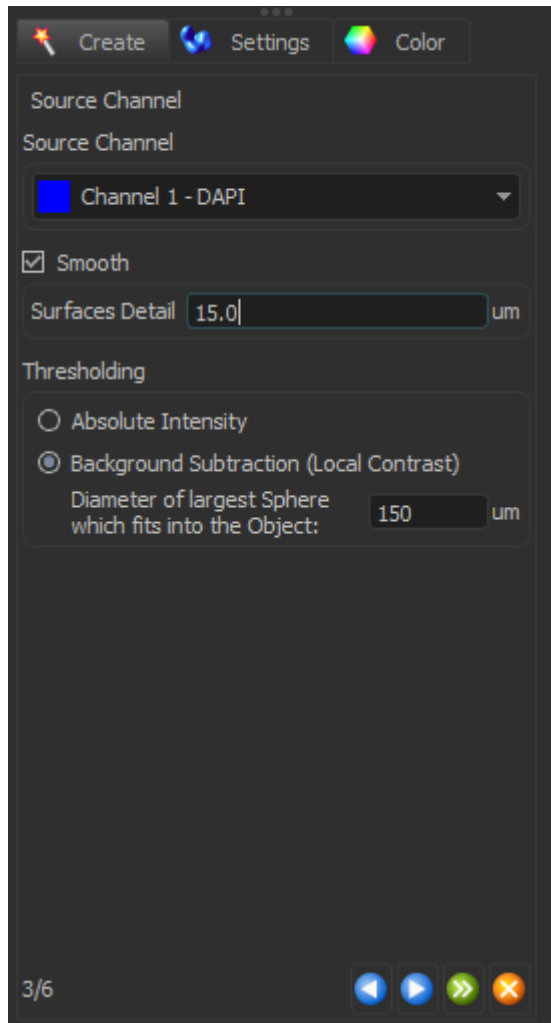 Create Settings Color
Source Channel
Source Channel
Channel 1 - DAPI
Smooth
Surfaces Detail 15.0 um
Thresholding
Absolute Intensity
Background Subtraction (Local Contrast)
Diameter of largest Sphere
which fits into the Object: 150 um
3/6